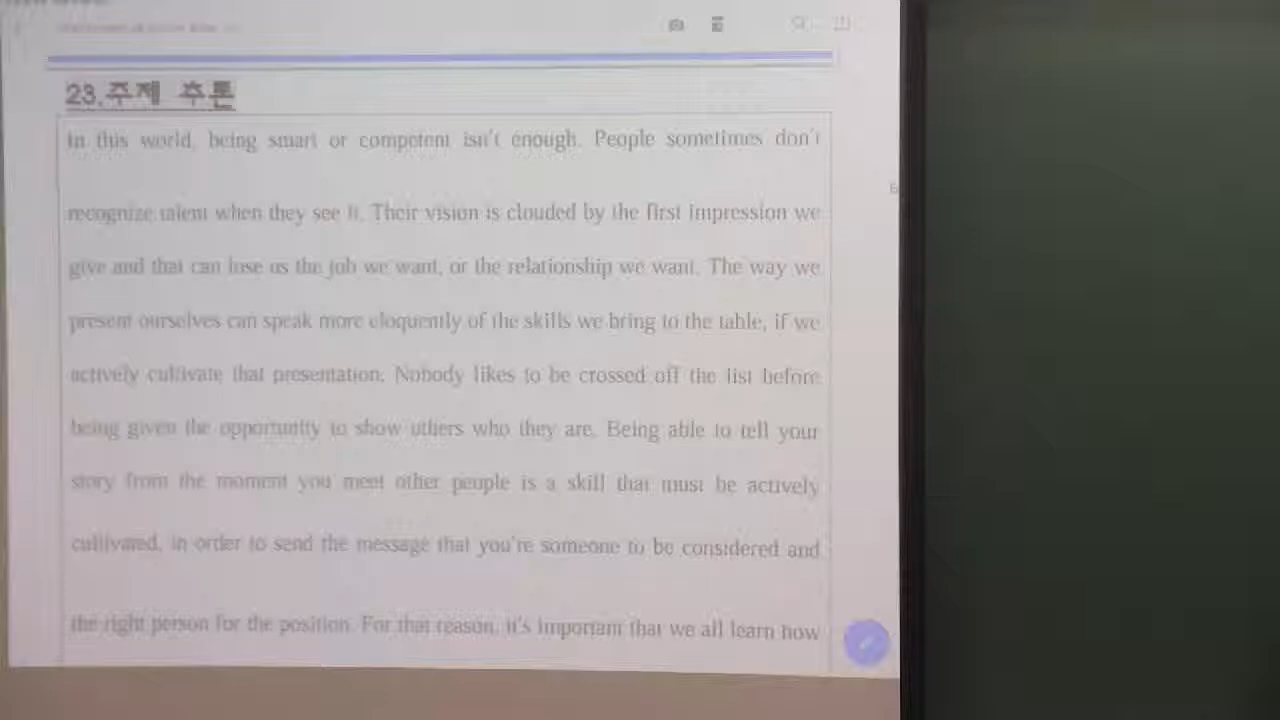 23.주제 추론
In this world, being smart or competent isn't enough. People sometimes don't
recognize talent when they see it. Their vision is clouded by the first impression we
give and that can lose us the job we want, or the relationship we want. The way we
present ourselves can speak more eloquently of the skills we bring to the table, if we
actively cultivate that presentation. Nobody likes to be crossed off the list before
being given the opportunity to show others who they are. Being able to tell your
story from the moment you meet other people is a skill that must be actively
cultivated, in order to send the message that you're someone to be considered and
the right person for the position. For that reason, it's important that we all learn how